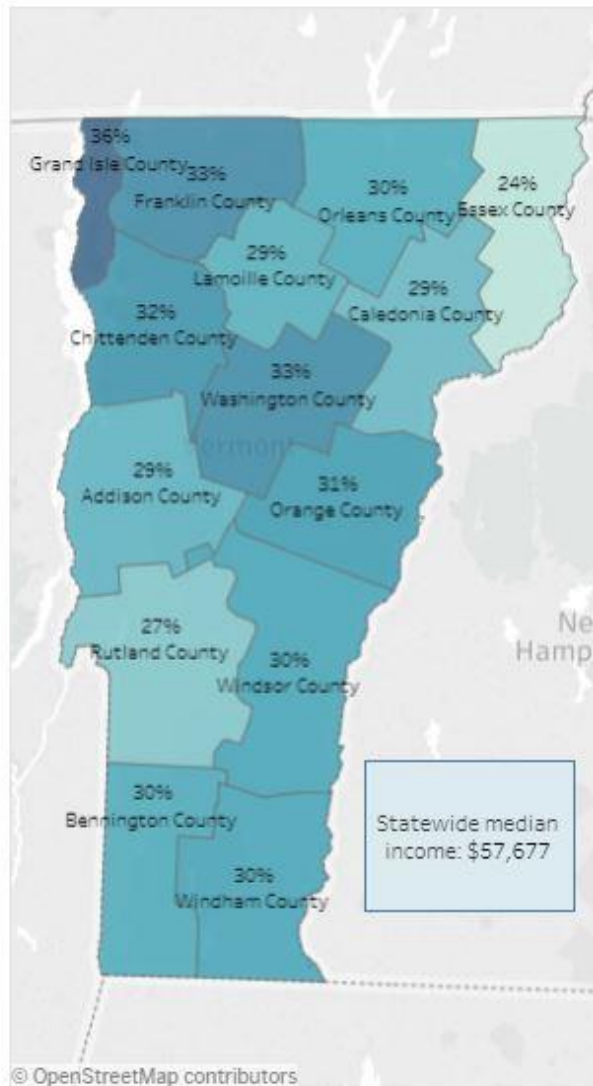 36%
Grand Isle County
33%
Franklin County
30%
Orleans County
24%
Essex County
29%
Lamoille County
29%
Caledonia County
32%
Chittenden County
33%
Washington County
Vermont
29%
Addison County
31%
Orange County
27%
Rutland County
30%
Windsor County
Ne
Hamp
30%
Bennington County
30%
Windham County
Statewide median
income: $57,677
© OpenStreetMap contributors